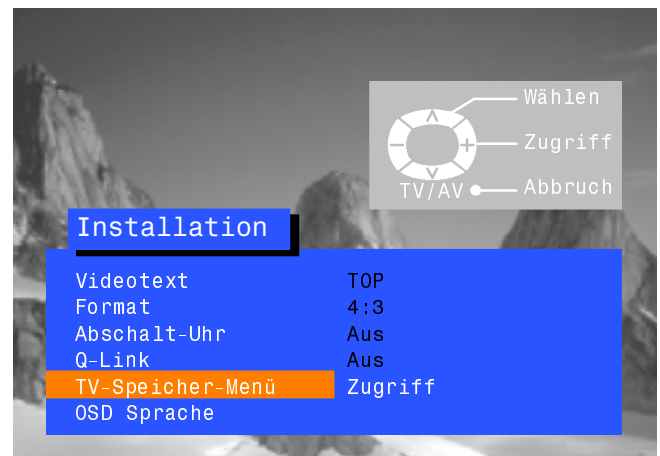 Wählen
Zugriff
TV/AV Abbruch
Installation
Videotext TOP
Format 4:3
Abschalt-Uhr Aus
Q-Link Aus
TV-Speicher-Menü Zugriff
OSD Sprache